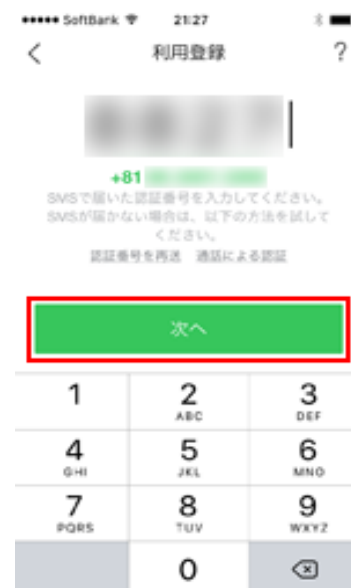 SoftBank 21:27
利用登録 ?
+81
SMSで届いた認証番号を入力してください。
SMSが届かない場合は、以下の方法を試して
ください。
認証番号を再送 通話による認証
次へ
1 2 3
ABC DEF
4 5 6
GHI JKL MNO
7 8 9
PQRS TUV WXYZ
0